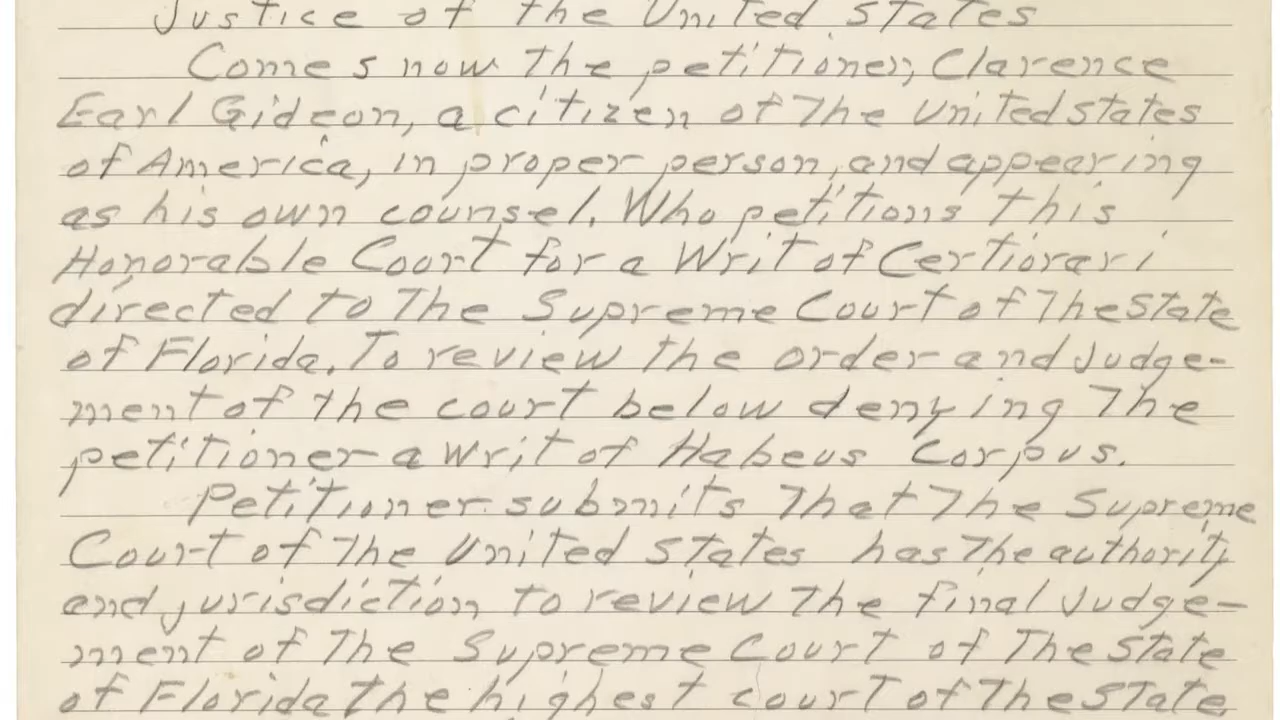 Justice of the United States
Comes now the petitioner, Clarence
Earl Gideon, a citizen of the United states
of America, in proper person, and appearing
as his own counsel. Who petitions this
Honorable Court for a Writ of Certiorari
directed to The Supreme Court of The State
of Florida. To review the order and Judge-
ment of the court below denying The
petitioner a writ of Habeus Corpus.
Petitioner submits That The Supreme
Court of The United States has The authority
and jurisdiction to review The final Judge-
ment of The Supreme Court of The State
of Florida the highest court of The State